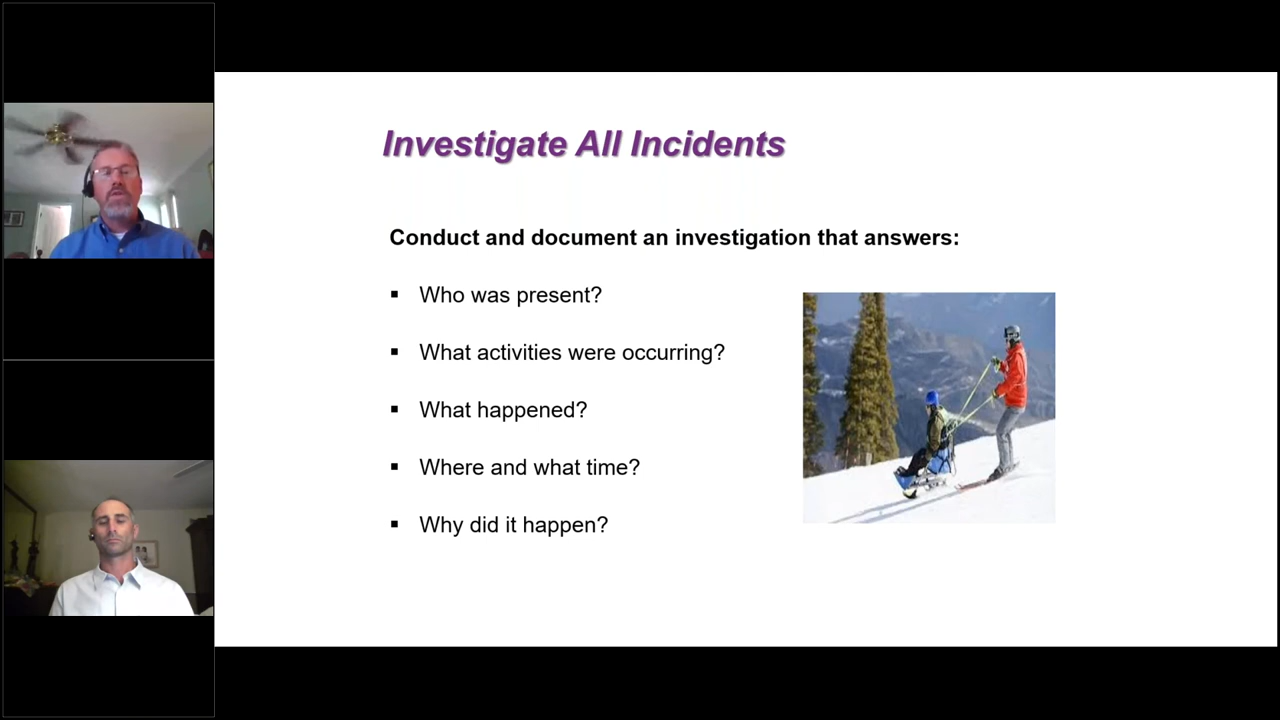 Investigate All Incidents
Conduct and document an investigation that answers:
▪ Who was present?
▪ What activities were occurring?
▪ What happened?
▪ Where and what time?
▪ Why did it happen?